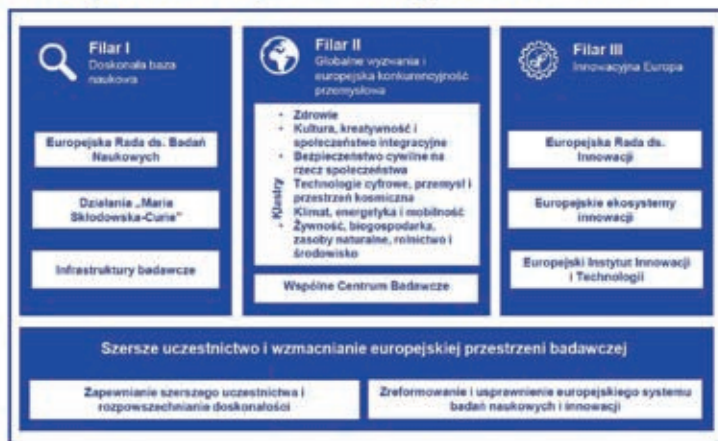 Filar I
Doskonała baza
naukowa
Europejska Rada ds. Badań
Naukowych
Działania „Maria
Skłodowska-Curie”
Infrastruktury badawcze
Filar II
Globalne wyzwania i
europejska konkurencyjność
przemysłowa
Klastry
• Zdrowie
• Kultura, kreatywność i
społeczeństwo integracyjne
• Bezpieczeństwo cywilne na
rzecz społeczeństwa
• Technologie cyfrowe, przemysł i
przestrzeń kosmiczna
• Klimat, energetyka i mobilność
• Żywność, biogospodarka,
zasoby naturalne, rolnictwo i
środowisko
Wspólne Centrum Badawcze
Filar III
Innowacyjna Europa
Europejska Rada ds.
Innowacji
Europejskie ekosystemy
innowacji
Europejski Instytut Innowacji
i Technologii
Szersze uczestnictwo i wzmacnianie europejskiej przestrzeni badawczej
Zapewnianie szerszego uczestnictwa i
rozpowszechnianie doskonałości
Zreformowanie i usprawnienie europejskiego systemu
badań naukowych i innowacji